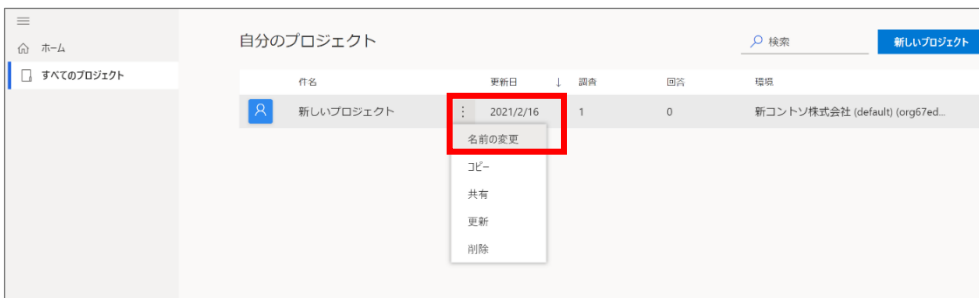 ホーム
すべてのプロジェクト
自分のプロジェクト
検索
新しいプロジェクト
件名 更新日 ↓ 調査 回答 環境
新しいプロジェクト ⋮ 2021/2/16 1 0 新コントソ株式会社 (default) (org67ed...
名前の変更
コピー
共有
更新
削除